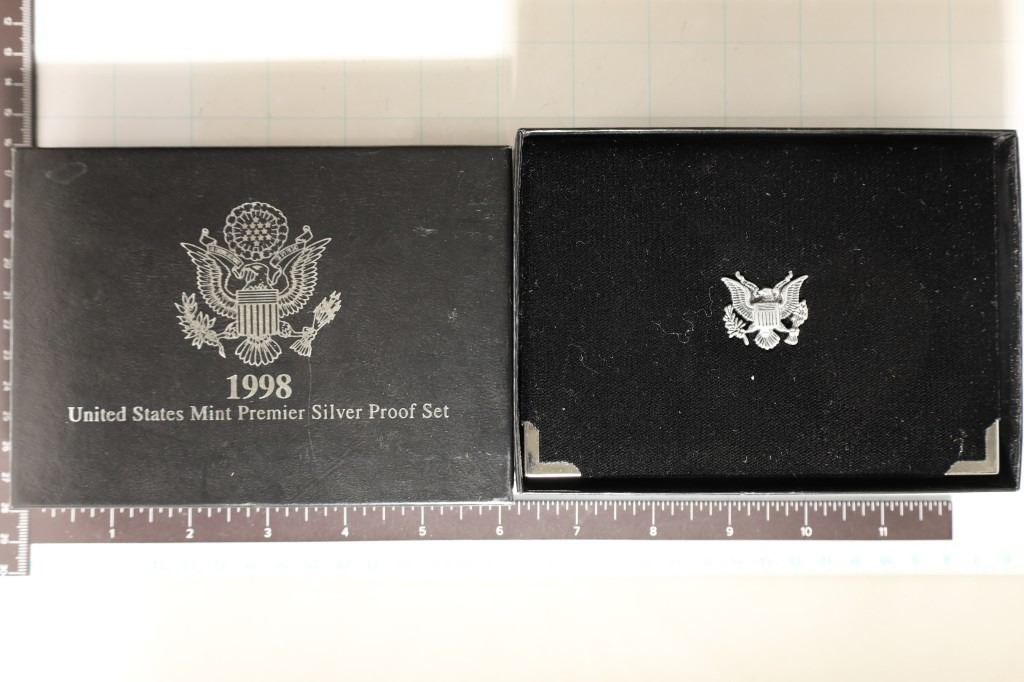 1998
United States Mint Premier Silver Proof Set
1 2 3 4 5 6 7 8 9 10 11